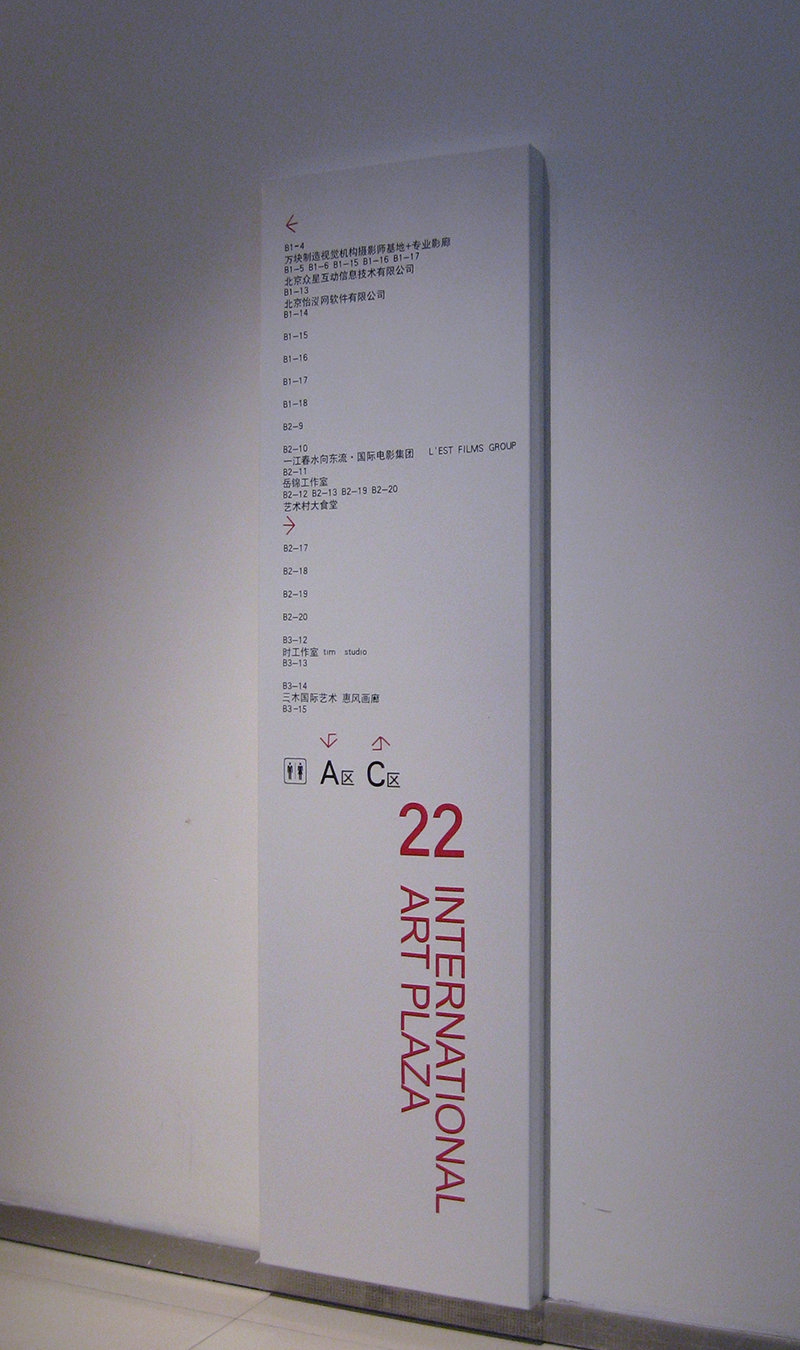 B1-4
万块制造视觉机构摄影师基地+专业影廊
B1-5 B1-6 B1-15 B1-16 B1-17
北京众星互动信息技术有限公司
B1-13
北京怡浚网软件有限公司
B1-14
B1-15
B1-16
B1-17
B1-18
B2-9
B2-10
一江春水向东流·国际电影集团 L'EST FILMS GROUP
B2-11
岳锦工作室
B2-12 B2-13 B2-19 B2-20
艺术村大食堂
B2-17
B2-18
B2-19
B2-20
B3-12
时工作室 tim studio
B3-13
B3-14
三木国际艺术 惠风画廊
B3-15
A区 C区
22
INTERNATIONAL
ART PLAZA